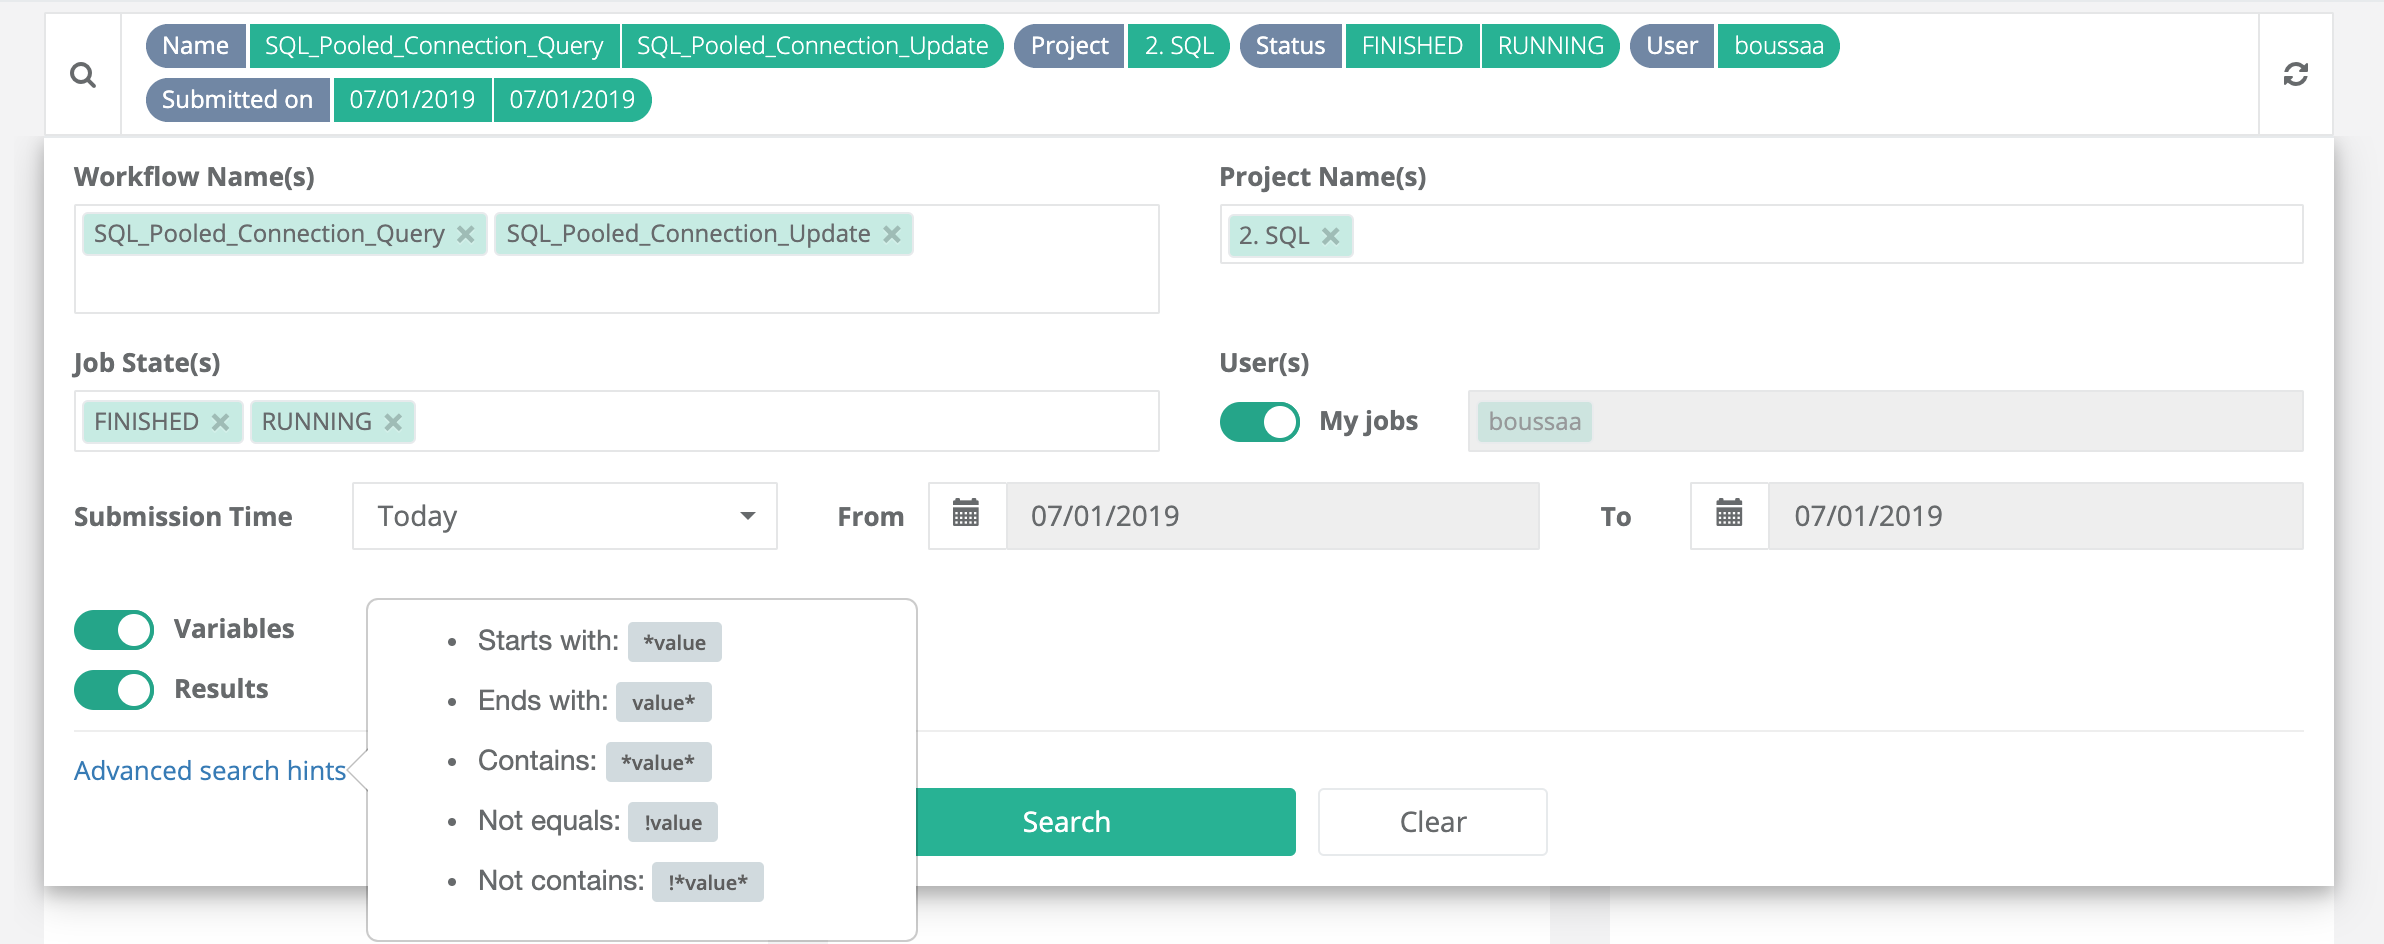 Name SQL_Pooled_Connection_Query SQL_Pooled_Connection_Update Project 2. SQL Status FINISHED RUNNING User boussaa
Submitted on 07/01/2019 07/01/2019
Workflow Name(s)
SQL_Pooled_Connection_Query SQL_Pooled_Connection_Update
Project Name(s)
2. SQL
Job State(s)
FINISHED RUNNING
User(s)
My jobs boussaa
Submission Time Today From 07/01/2019 To 07/01/2019
Variables
Results
Advanced search hints
Starts with: *value
Ends with: value*
Contains: *value*
Not equals: !value
Not contains: !*value*
Search Clear